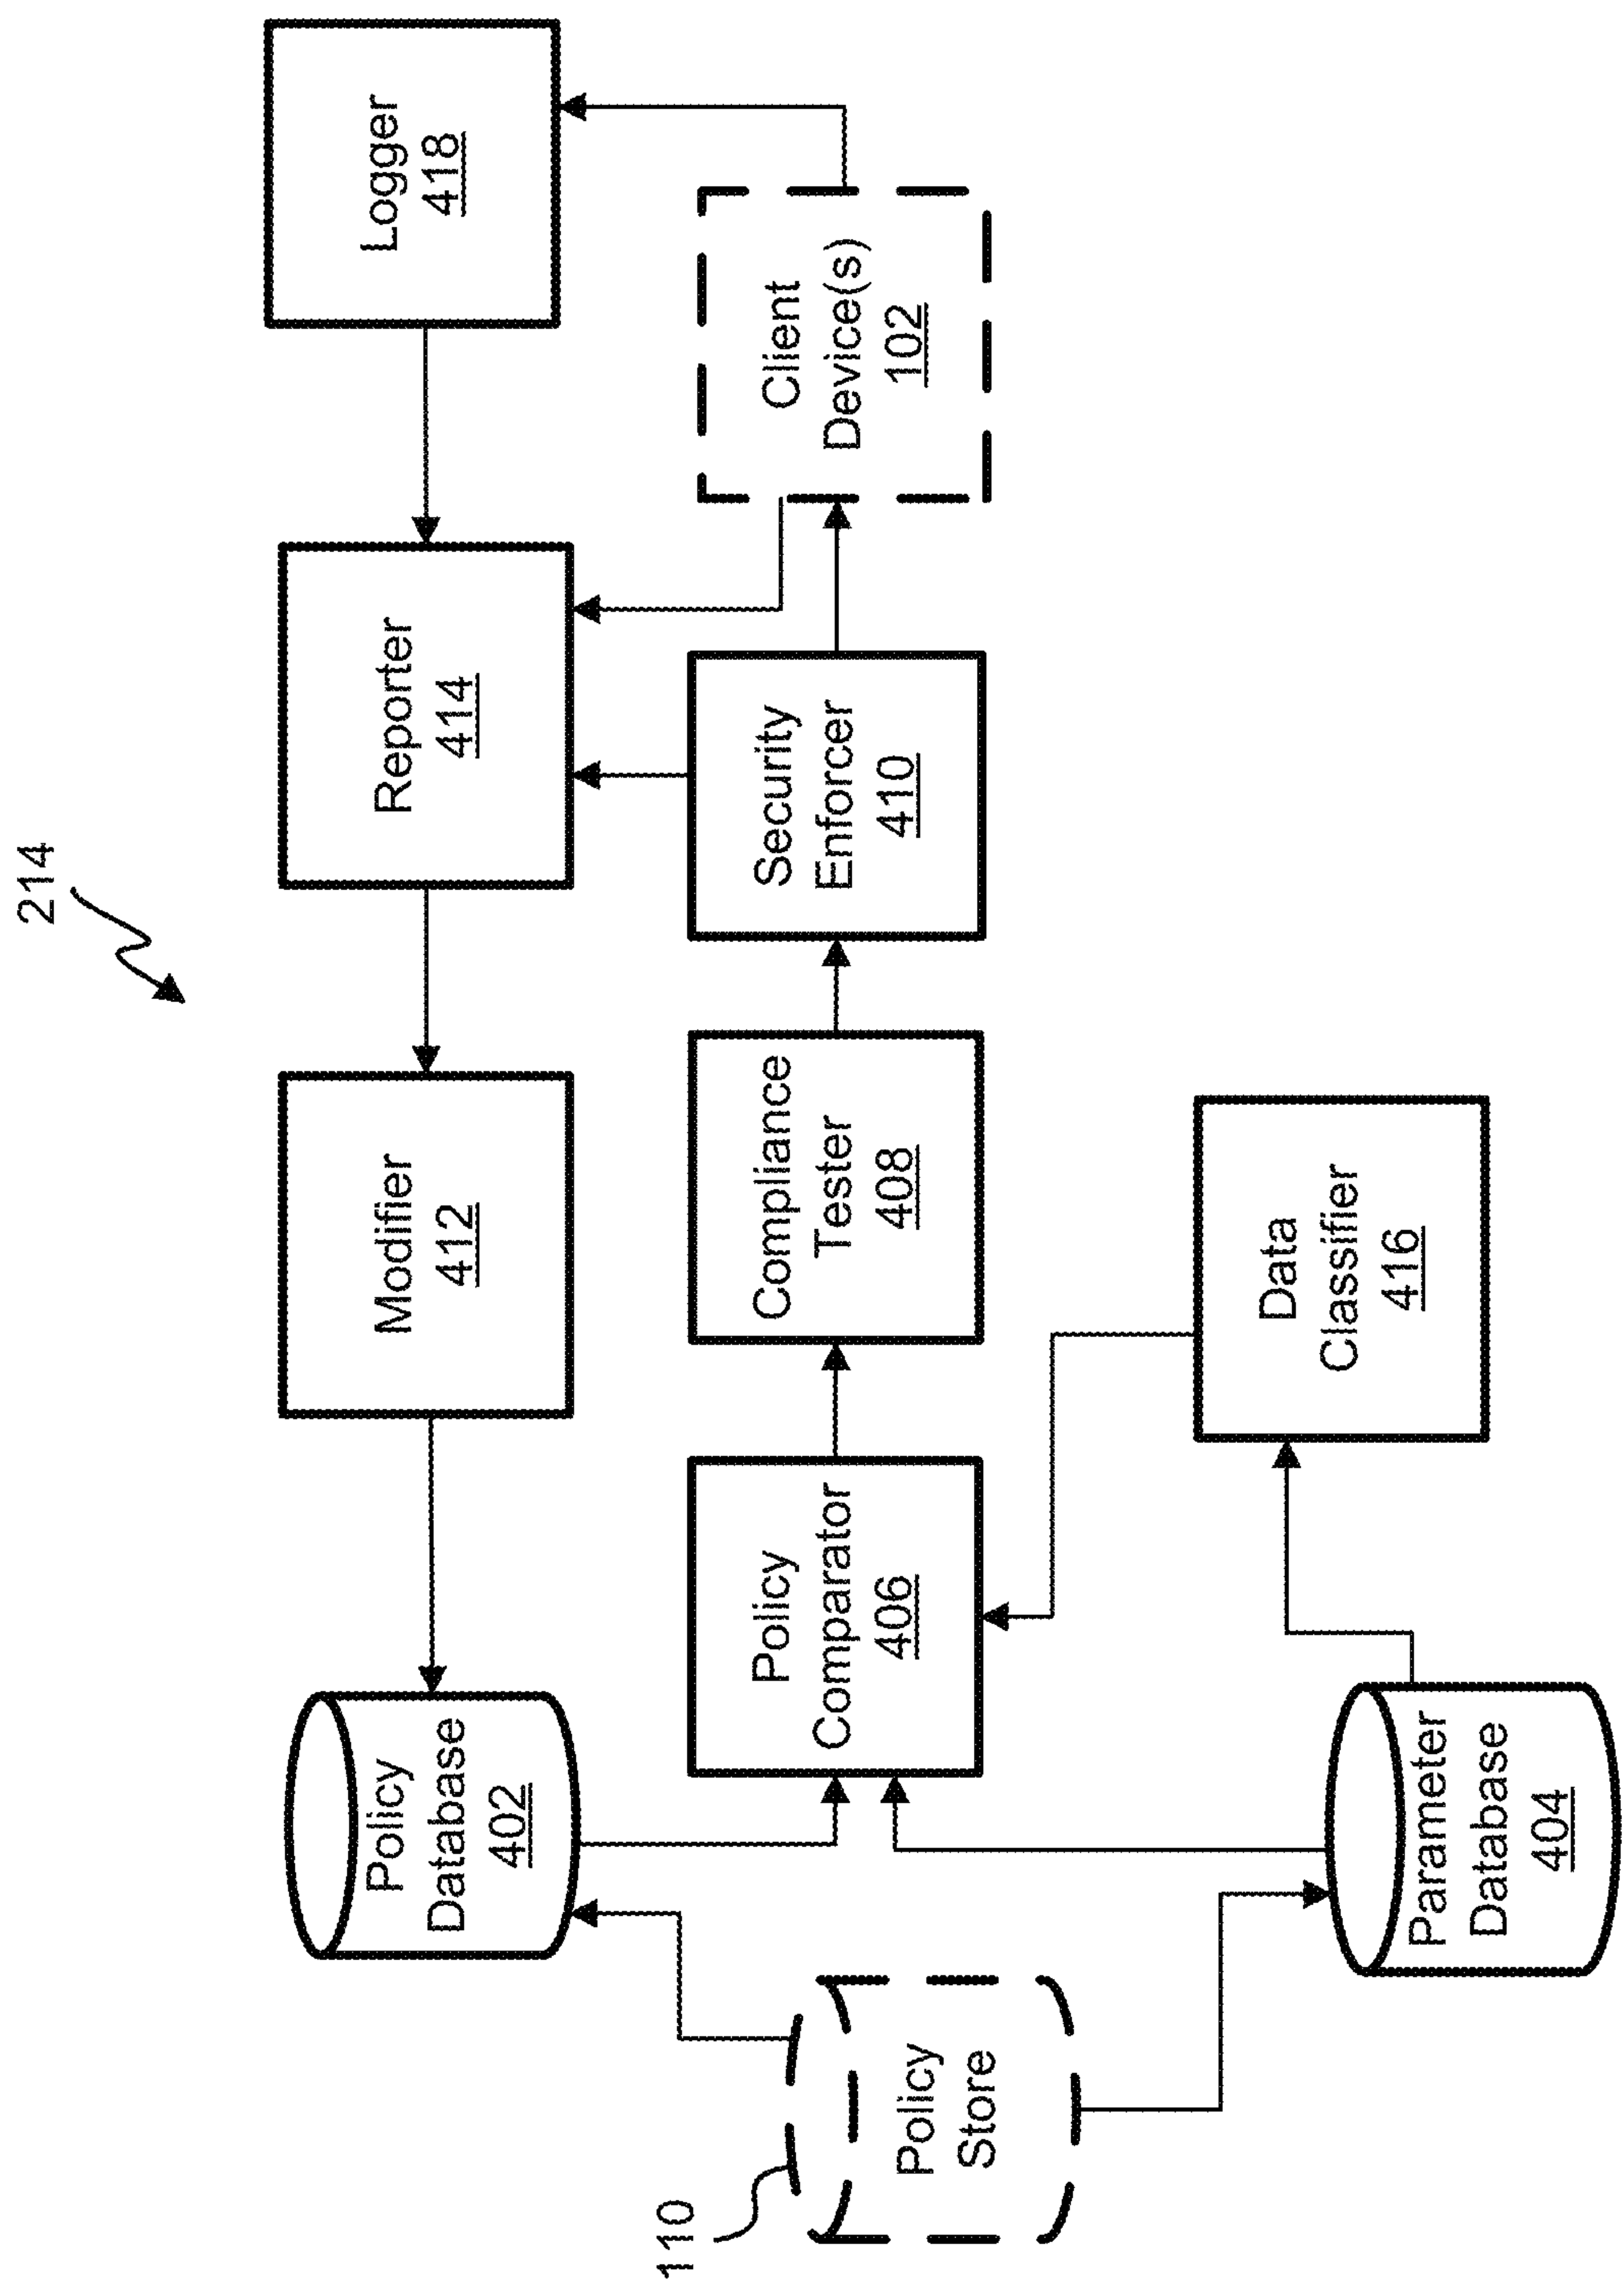 214
Policy
Database
402
Modifier
412
Reporter
414
Logger
418
110
Policy
Store
Policy
Comparator
406
Compliance
Tester
408
Security
Enforcer
410
Client
Device(s)
102
Parameter
Database
404
Data
Classifier
416